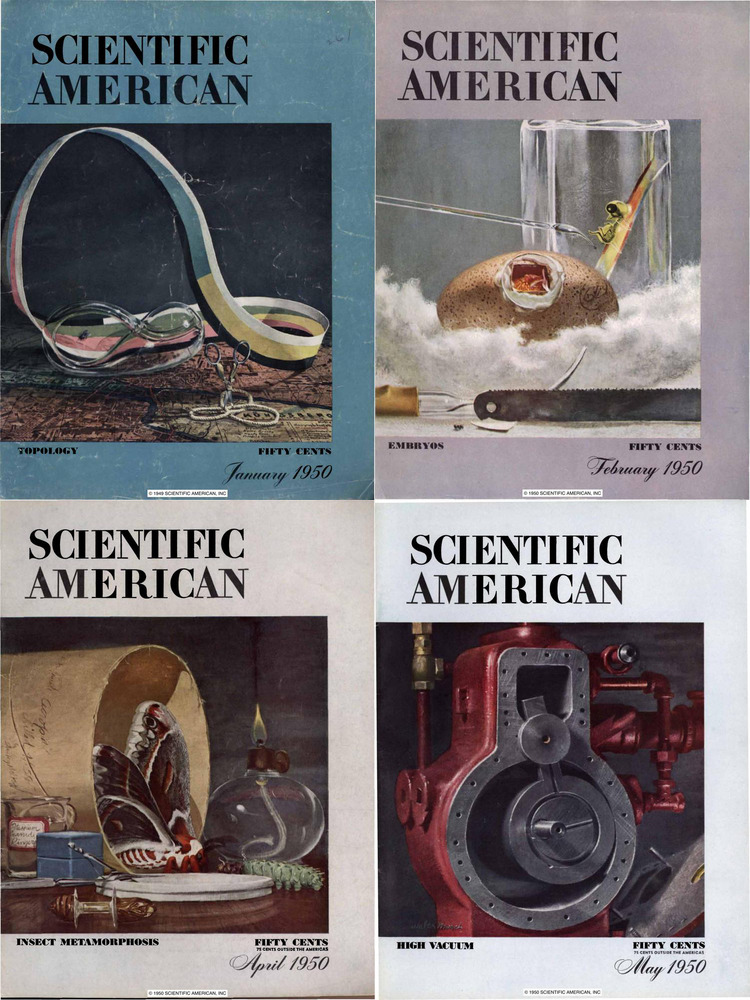 SCIENTIFIC
AMERICAN
TOPOLOGY
FIFTY CENTS
January 1950
© 1949 SCIENTIFIC AMERICAN, INC
SCIENTIFIC
AMERICAN
EMBRYOS
FIFTY CENTS
February 1950
© 1950 SCIENTIFIC AMERICAN, INC
SCIENTIFIC
AMERICAN
INSECT METAMORPHOSIS
FIFTY CENTS
75 CENTS OUTSIDE THE AMERICAS
April 1950
© 1950 SCIENTIFIC AMERICAN, INC
SCIENTIFIC
AMERICAN
HIGH VACUUM
FIFTY CENTS
75 CENTS OUTSIDE THE AMERICAS
May 1950
© 1950 SCIENTIFIC AMERICAN, INC